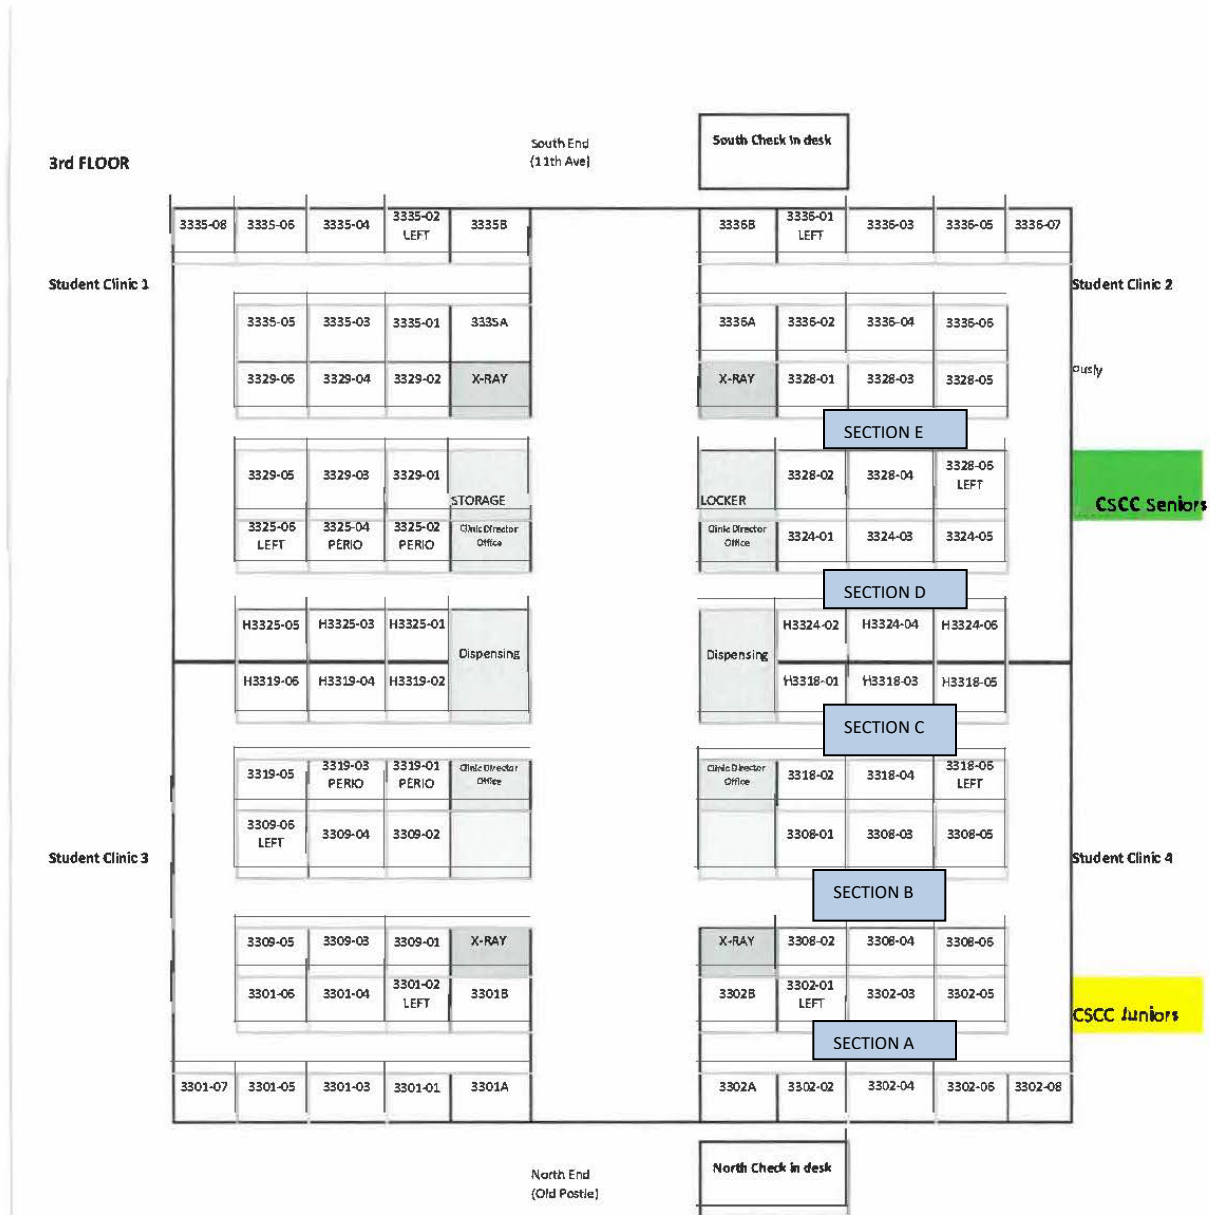 South Check in desk
South End
(11th Ave)
3rd FLOOR
3335-08 3335-06 3335-04 3335-02 LEFT 3335B 3336B 3336-01 LEFT 3336-03 3336-05 3336-07
Student Clinic 1 Student Clinic 2
3335-05 3335-03 3335-01 3335A 3336A 3336-02 3336-04 3336-06
3329-06 3329-04 3329-02 X-RAY X-RAY 3328-01 3328-03 3328-05
ously
SECTION E
3329-05 3329-03 3329-01 STORAGE LOCKER 3328-02 3328-04 3328-06 LEFT
CSCC Seniors
3325-06 LEFT 3325-04 PERIO 3325-02 PERIO Clinic Director Office Clinic Director Office 3324-01 3324-03 3324-05
SECTION D
H3325-05 H3325-03 H3325-01 Dispensing Dispensing H3324-02 H3324-04 H3324-06
H3319-06 H3319-04 H3319-02 H3318-01 H3318-03 H3318-05
SECTION C
3319-05 3319-03 PERIO 3319-01 PERIO Clinic Director Office Clinic Director Office 3318-02 3318-04 3318-06 LEFT
3309-06 LEFT 3309-04 3309-02 3308-01 3308-03 3308-05
Student Clinic 3 Student Clinic 4
SECTION B
3309-05 3309-03 3309-01 X-RAY X-RAY 3308-02 3308-04 3308-06
3301-06 3301-04 3301-02 LEFT 3301B 3302B 3302-01 LEFT 3302-03 3302-05
CSCC Juniors
SECTION A
3301-07 3301-05 3301-03 3301-01 3301A 3302A 3302-02 3302-04 3302-06 3302-08
North Check in desk
North End
(Old Postle)